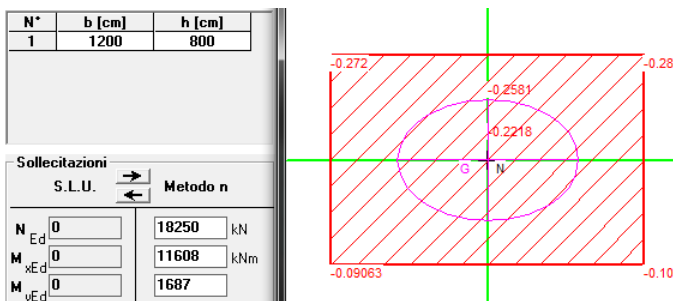 N° b [cm] h [cm]
1 1200 800
Sollecitazioni
S.L.U. Metodo n
N Ed 0 18250 kN
M xEd 0 11608 kNm
M yEd 0 1687
-0.272 -0.28
-0.2581
-0.2218
G N
-0.09063 -0.10